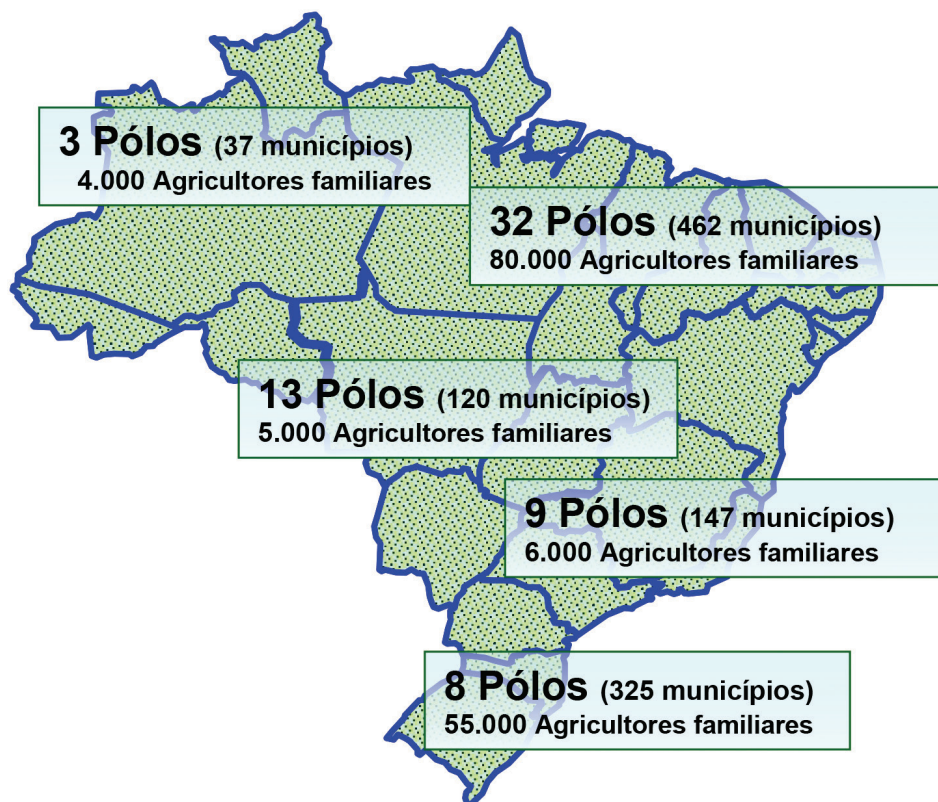 3 Pólos (37 municípios)
4.000 Agricultores familiares
32 Pólos (462 municípios)
80.000 Agricultores familiares
13 Pólos (120 municípios)
5.000 Agricultores familiares
9 Pólos (147 municípios)
6.000 Agricultores familiares
8 Pólos (325 municípios)
55.000 Agricultores familiares